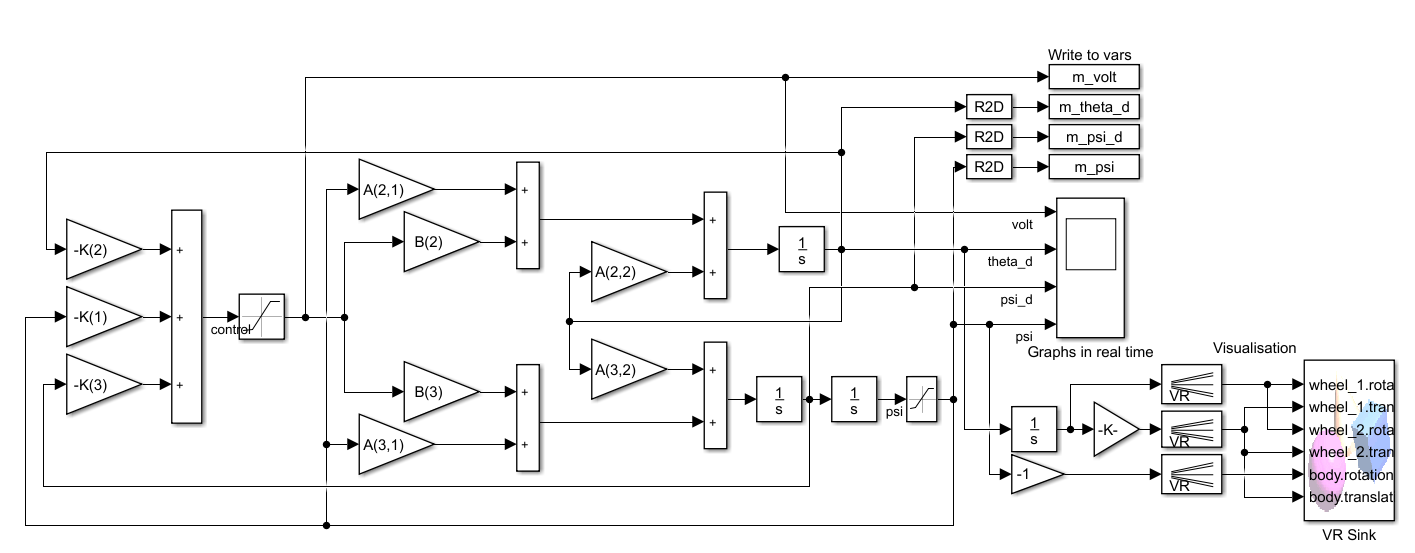 Write to vars
m_volt
R2D
m_theta_d
R2D
m_psi_d
R2D
m_psi
A(2,1)
+
+
-K(2)
+
B(2)
+
+
volt
1
s
theta_d
A(2,2)
+
psi_d
-K(1)
+
control
psi
Graphs in real time
Visualisation
-K(3)
+
B(3)
+
A(3,2)
+
1
s
1
s
psi
A(3,1)
+
+
1
s
-K-
-1
VR
VR
VR
wheel_1.rota
wheel_1.tran
wheel_2.rota
wheel_2.tran
body.rotation
body.translat
VR Sink